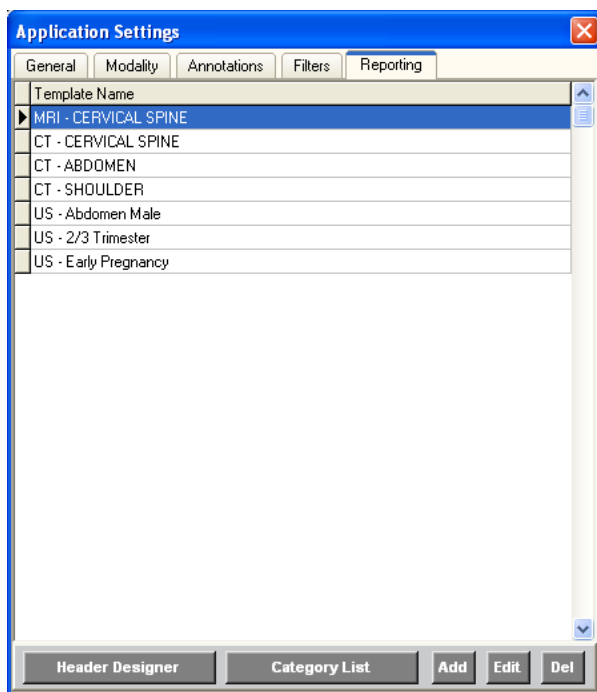 Application Settings
General Modality Annotations Filters Reporting
Template Name
MRI - CERVICAL SPINE
CT - CERVICAL SPINE
CT - ABDOMEN
CT - SHOULDER
US - Abdomen Male
US - 2/3 Trimester
US - Early Pregnancy
Header Designer Category List Add Edit Del